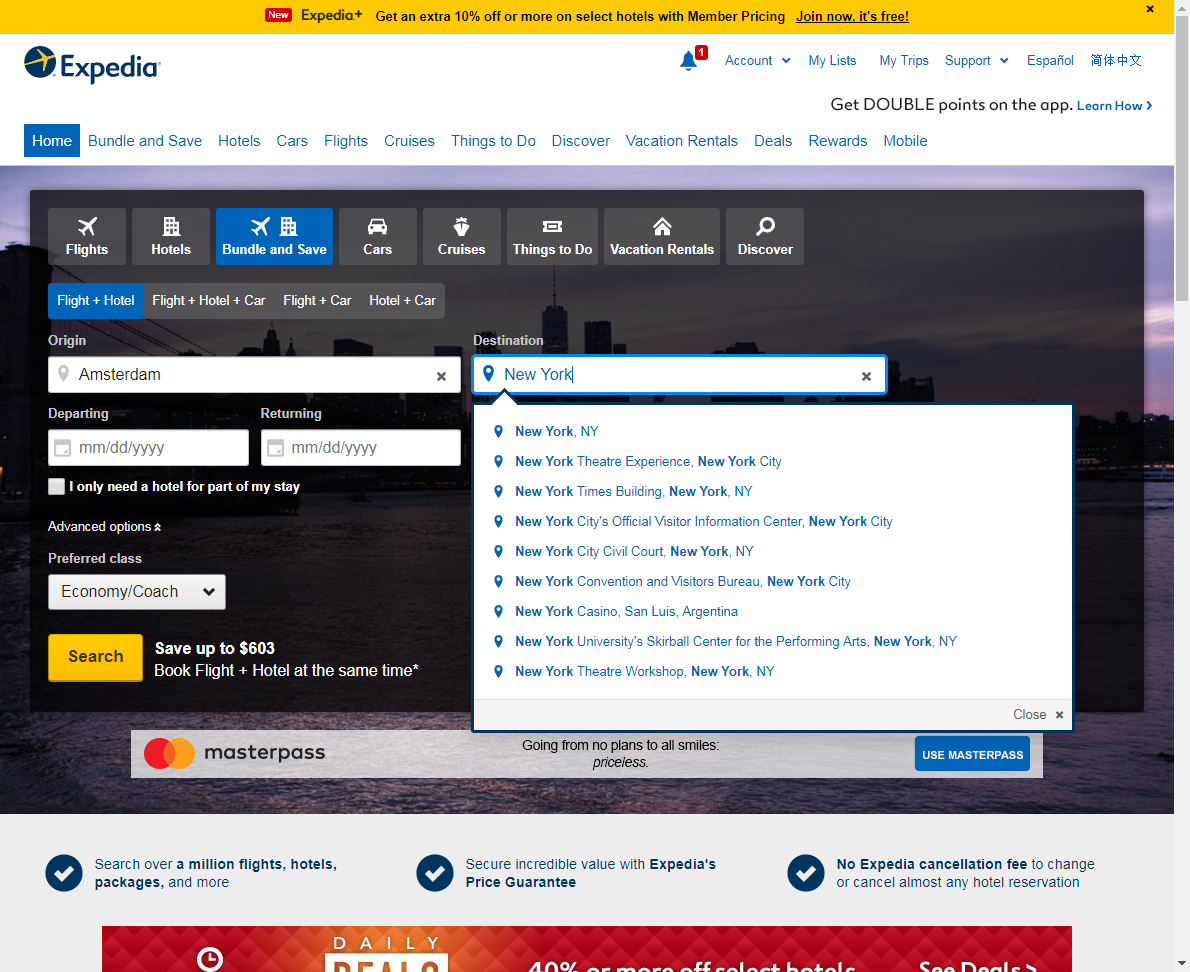 New Expedia+ Get an extra 10% off or more on select hotels with Member Pricing Join now, it's free!
Expedia
1 Account My Lists My Trips Support Español 简体中文
Get DOUBLE points on the app. Learn How
Home Bundle and Save Hotels Cars Flights Cruises Things to Do Discover Vacation Rentals Deals Rewards Mobile
Flights Hotels Bundle and Save Cars Cruises Things to Do Vacation Rentals Discover
Flight + Hotel Flight + Hotel + Car Flight + Car Hotel + Car
Origin Destination
Amsterdam New York
Departing Returning
mm/dd/yyyy mm/dd/yyyy
I only need a hotel for part of my stay
Advanced options
Preferred class
Economy/Coach
Search
Save up to $603
Book Flight + Hotel at the same time*
New York, NY
New York Theatre Experience, New York City
New York Times Building, New York, NY
New York City's Official Visitor Information Center, New York City
New York City Civil Court, New York, NY
New York Convention and Visitors Bureau, New York City
New York Casino, San Luis, Argentina
New York University's Skirball Center for the Performing Arts, New York, NY
New York Theatre Workshop, New York, NY
Close
masterpass
Going from no plans to all smiles:
priceless.
USE MASTERPASS
Search over a million flights, hotels,
packages, and more
Secure incredible value with Expedia's
Price Guarantee
No Expedia cancellation fee to change
or cancel almost any hotel reservation
DAILY
DEALS
40% or more off select hotels
See Deals >